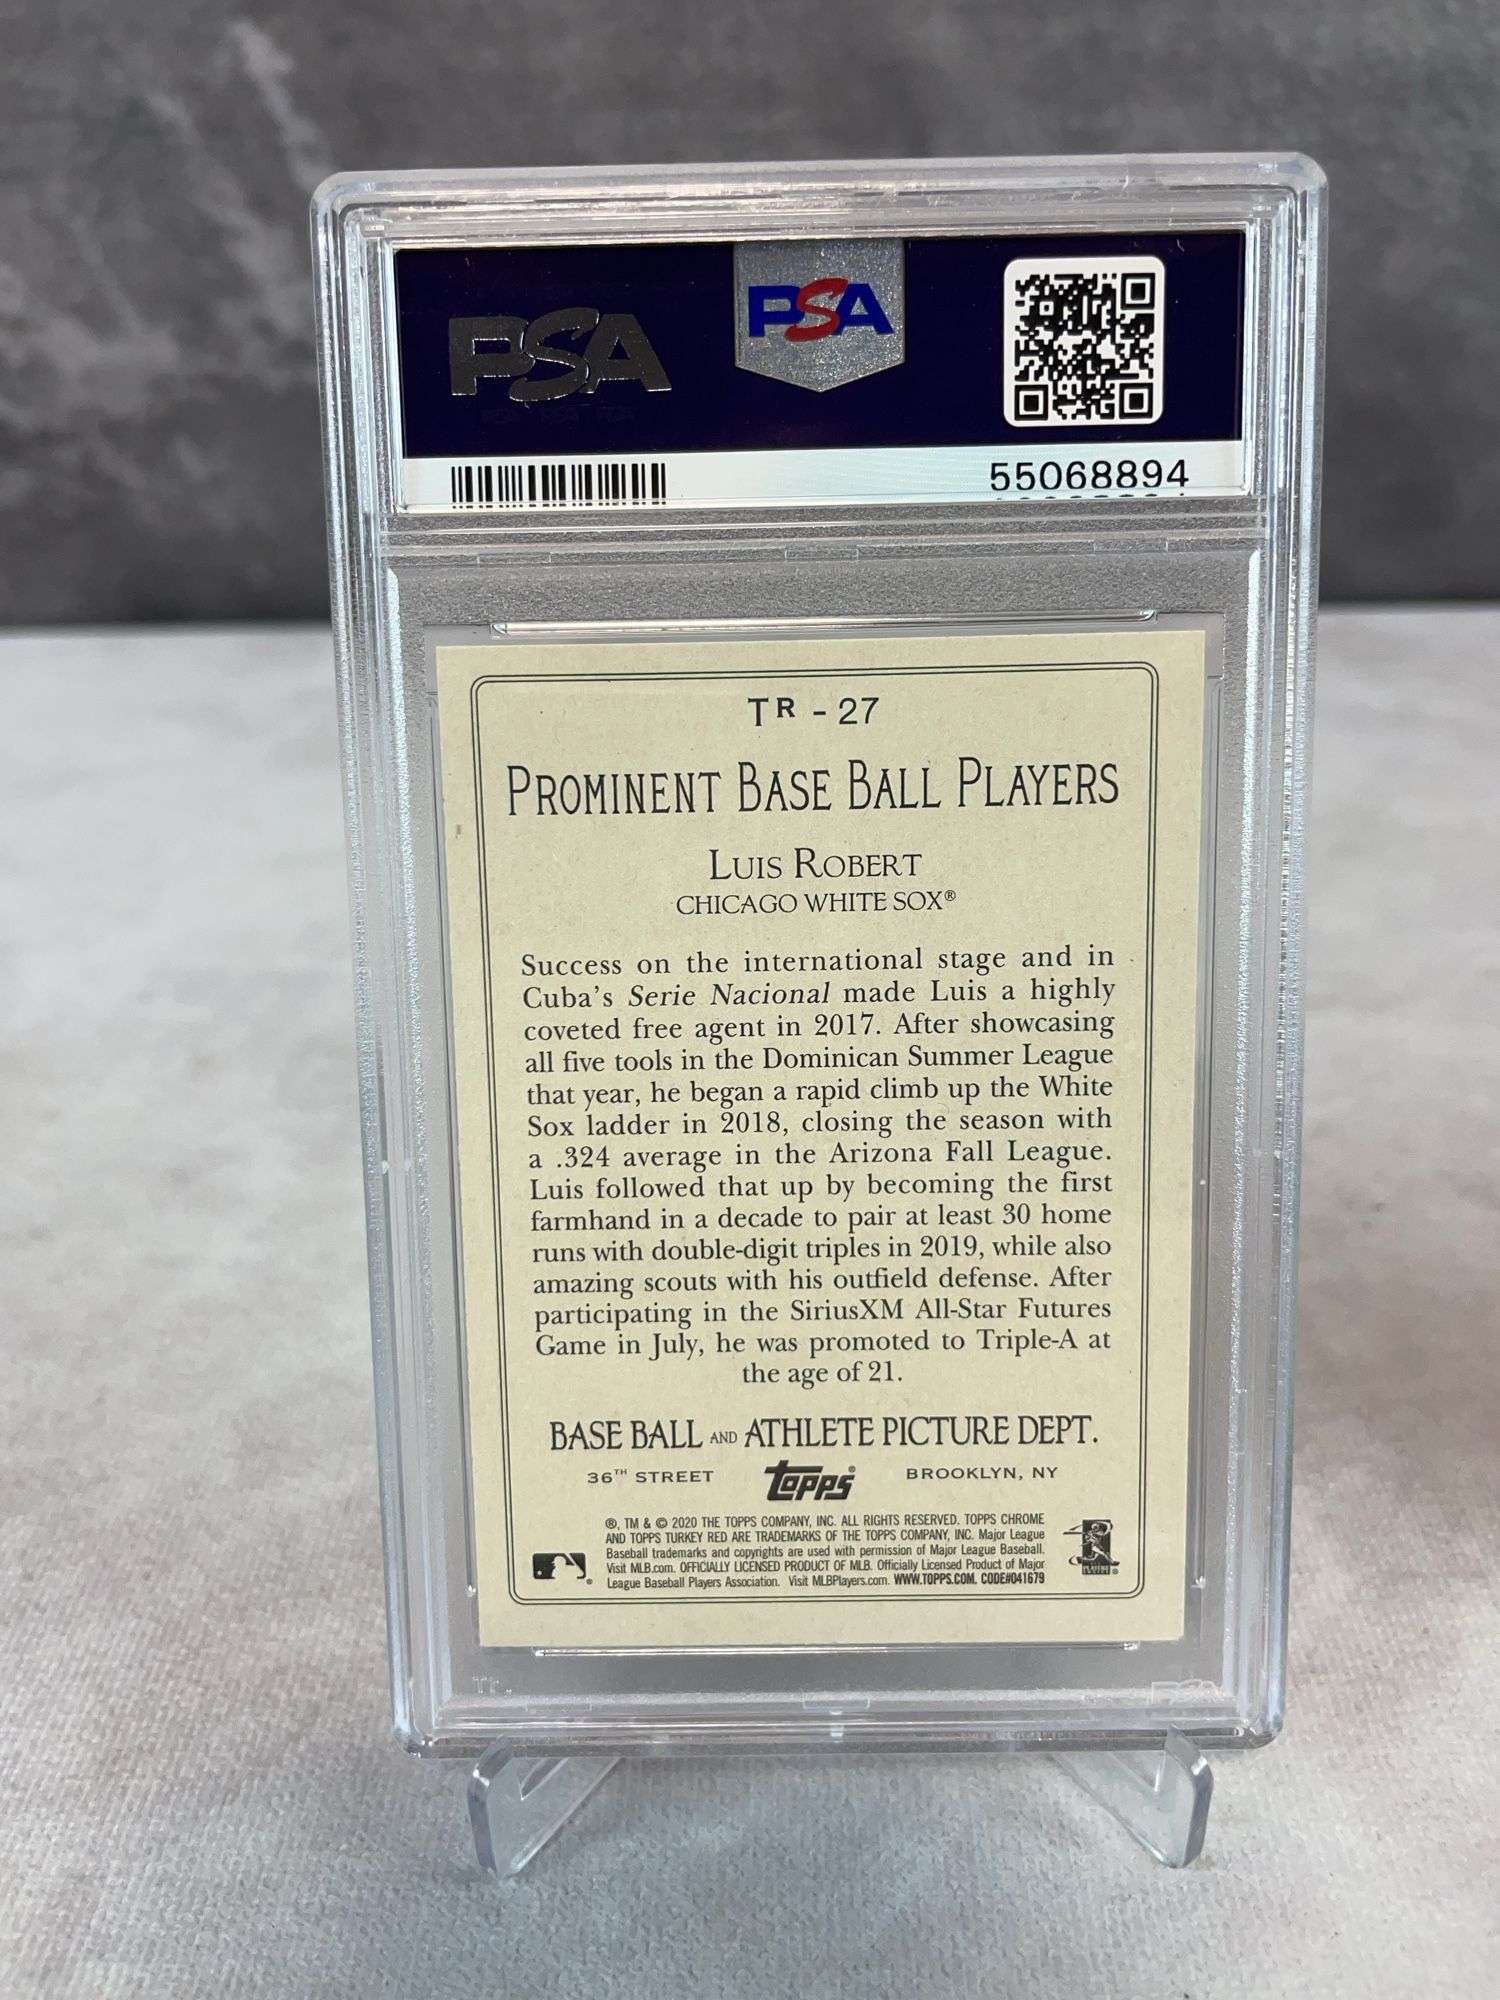 PSA
PSA
55068894
TR - 27
PROMINENT BASE BALL PLAYERS
LUIS ROBERT
CHICAGO WHITE SOX®
Success on the international stage and in
Cuba's Serie Nacional made Luis a highly
coveted free agent in 2017. After showcasing
all five tools in the Dominican Summer League
that year, he began a rapid climb up the White
Sox ladder in 2018, closing the season with
a .324 average in the Arizona Fall League.
Luis followed that up by becoming the first
farmhand in a decade to pair at least 30 home
runs with double-digit triples in 2019, while also
amazing scouts with his outfield defense. After
participating in the SiriusXM All-Star Futures
Game in July, he was promoted to Triple-A at
the age of 21.
BASE BALL AND ATHLETE PICTURE DEPT.
36TH STREET topps® BROOKLYN, NY
®, TM & © 2020 THE TOPPS COMPANY, INC. ALL RIGHTS RESERVED. TOPPS CHROME
AND TOPPS TURKEY RED ARE TRADEMARKS OF THE TOPPS COMPANY, INC. Major League
Baseball trademarks and copyrights are used with permission of Major League Baseball.
Visit MLB.com. OFFICIALLY LICENSED PRODUCT OF MLB. Officially Licensed Product of Major
League Baseball Players Association. Visit MLBPlayers.com. WWW.TOPPS.COM. CODE#041679